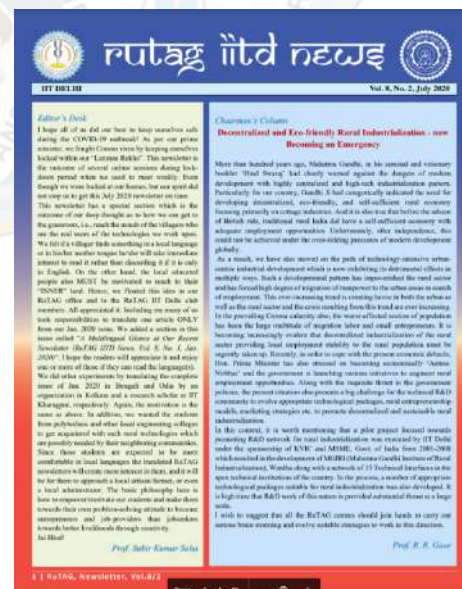 rutag iitd news
IIT DELHI
Vol. 8, No. 2, July 2020
Editor's Desk
I hope all of us did our best to keep ourselves safe
during the COVID-19 outbreak! As per our prime
minister, we fought Corona virus by keeping ourselves
locked within our "Laxman Rekha". This newsletter is
the outcome of several online sessions during lock-
down period when we used to meet weekly. Even
though we were locked at our homes, but our spirit did
not stop us to get this July 2020 newsletter on time.
This newsletter has a special section which is the
outcome of our deep thought as to how we can get to
the grassroots, i.e., reach the minds of the villagers who
are the real users of the technologies we work upon.
We felt if a villager finds something in a local language
or in his/her mother tongue he/she will take immediate
interest to read it rather than discarding it if it is only
in English. On the other hand, the local educated
people also MUST be motivated to reach to their
"INNER" land. Hence, we floated this idea in our
RuTAG office and to the RuTAG IIT Delhi club
members. All appreciated it. Including me many of us
took responsibilities to translate one article ONLY
from our Jan. 2020 issue. We added a section in this
issue called "A Multilingual Glance at Our Recent
Newsletter (RuTAG IITD News, Vol. 8, No. 1, Jan.
2020)". I hope the readers will appreciate it and enjoy
one or more of those if they can read the language(s).
We did other experiments by translating the complete
issue of Jan. 2020 in Bengali and Odia by an
organization in Kolkata and a research scholar in IIT
Kharagpur, respectively. Again, the motivation is the
same as above. In addition, we wanted the students
from polytechnics and other local engineering colleges
to get acquainted with such rural technologies which
are possibly needed by their neighboring communities.
Since these students are expected to be more
comfortable in local languages the translated RuTAG
newsletters will create more interest in them, and it will
be for them to approach a local artisan/farmer, or even
a local administrator. The basic philosophy here is
how to empower/motivate our students and make them
towards their own problem-solving attitude to become
entrepreneurs and job-providers than jobseekers
towards better livelihoods through creativity.
Jai Hind!
Prof. Subir Kumar Saha
Chairman's Column
Decentralized and Eco-friendly Rural Industrialization - now
Becoming an Emergency
More than hundred years ago, Mahatma Gandhi, in his seminal and visionary
booklet 'Hind Swaraj' had clearly warned against the dangers of modern
development with highly centralized and high-tech industrialization pattern.
Particularly for our country, Gandhi Ji had categorically indicated the need for
developing decentralized, eco-friendly, and self-sufficient rural economy
focusing primarily on cottage industries. And it is also true that before the advent
of British rule, traditional rural India did have a self-sufficient economy with
adequate employment opportunities. Unfortunately, after independence, this
could not be achieved under the over-riding pressures of modern development
globally.
As a result, we have also moved on the path of technology-intensive urban-
centric industrial development which is now exhibiting its detrimental effects in
multiple ways. Such a developmental pattern has impoverished the rural sector
and has forced high degree of migration of manpower to the urban areas in search
of employment. This ever-increasing trend is creating havoc in both the urban as
well as the rural sector and the crisis resulting from this trend are ever increasing.
In the prevailing Corona calamity also, the worst affected section of population
has been the large multitude of migration labor and small entrepreneurs. It is
becoming increasingly evident that decentralized industrialization of the rural
sector providing local employment stability to the rural population must be
urgently taken up. Recently, in order to cope with the present economic debacle,
Hon. Prime Minister has also stressed on becoming economically 'Aatma-
Nirbhar' and the government is launching various initiatives to augment rural
employment opportunities. Along with the requisite thrust in the government
policies, the present situation also presents a big challenge for the technical R&D
community to evolve appropriate technological packages, rural entrepreneurship
models, marketing strategies etc. to promote decentralized and sustainable rural
industrialization.
In this context, it is worth mentioning that a pilot project focused towards
promoting R&D network for rural industrialization was executed by IIT Delhi
under the sponsorship of KVIC and MSME, Govt. of India from 2001-2008
which resulted in the development of MGIRI (Mahatma Gandhi Institute of Rural
Industrialization), Wardha along with a network of 15 Technical Interfaces in the
apex technical institutions of the country. In the process, a number of appropriate
technological packages suitable for rural industrialization was also developed. It
is high time that R&D work of this nation is provided substantial thrust at a large
scale.
I wish to suggest that all the RuTAG centres should join hands to carry out
serious brain storming and evolve suitable strategies to work in this direction.
Prof. R. R. Gaur
1 | RuTAG, Newsletter, Vol.8/2